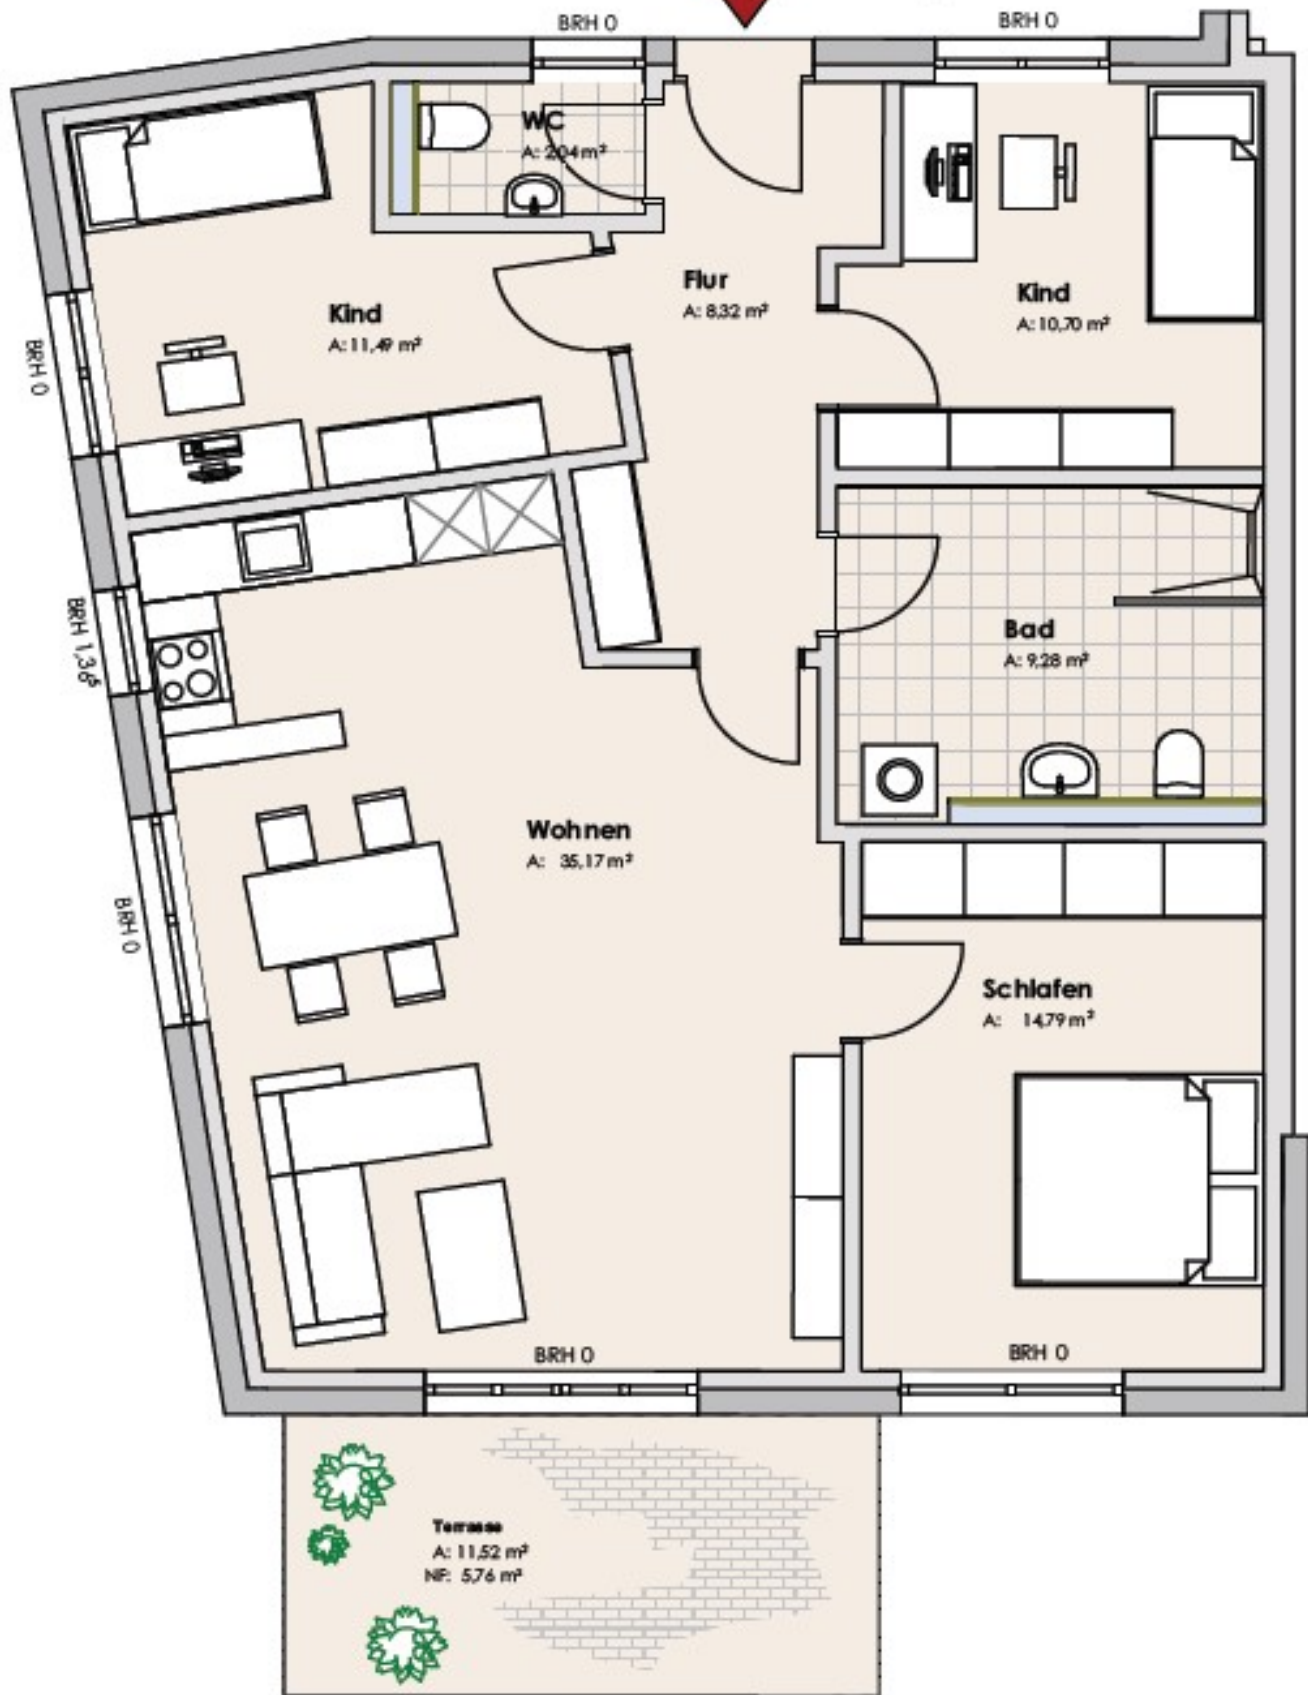 BRH 0
BRH 0
WC
A: 2,04 m²
Flur
A: 8,32 m²
Kind
A: 10,70 m²
Kind
A: 11,49 m²
BRH 0
BRH 1,36⁵
Bad
A: 9,28 m²
Wohnen
A: 35,17 m²
BRH 0
Schlafen
A: 14,79 m²
BRH 0
BRH 0
Terrasse
A: 11,52 m²
NF: 5,76 m²